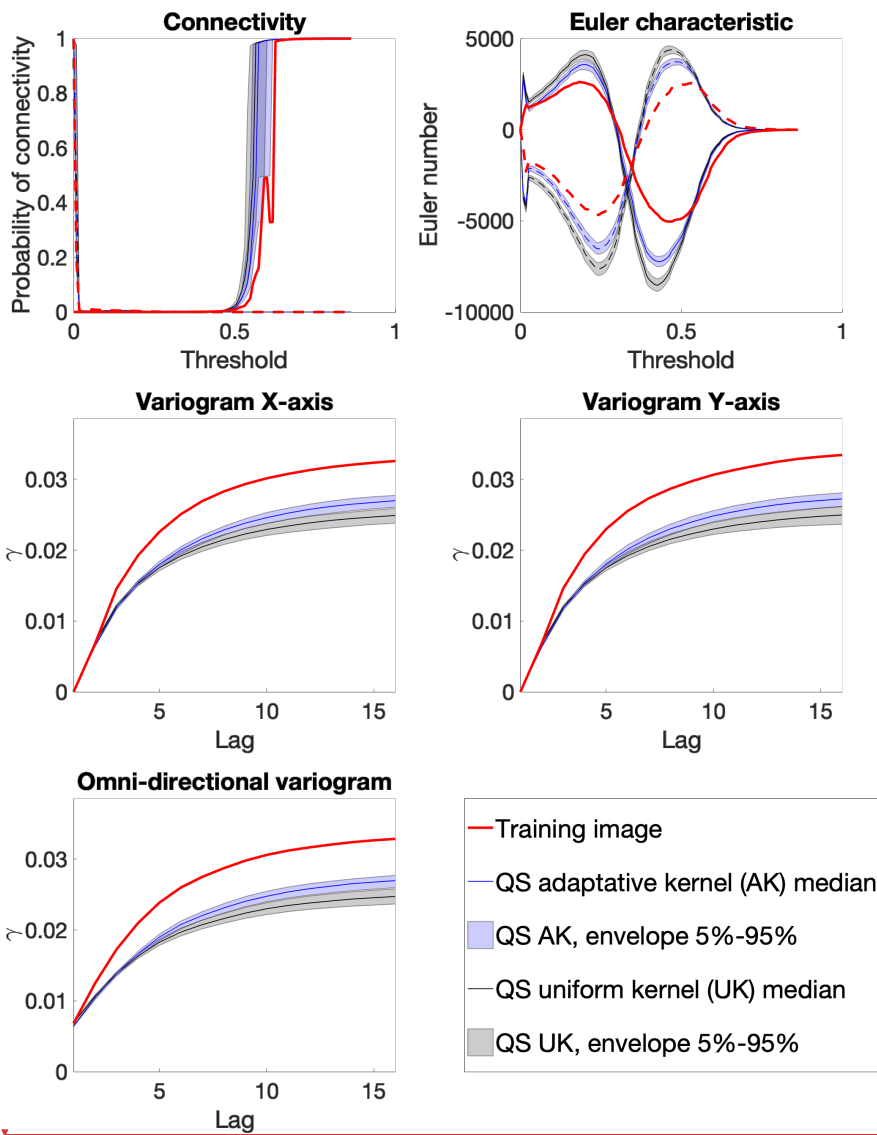 Connectivity
Probability of connectivity
1
0.8
0.6
0.4
0.2
0
0
0.5
1
Threshold
Euler characteristic
Euler number
5000
0
-5000
-10000
0
0.5
1
Threshold
Variogram X-axis
γ
0.03
0.02
0.01
0
5
10
15
Lag
Variogram Y-axis
γ
0.03
0.02
0.01
0
5
10
15
Lag
Omni-directional variogram
γ
0.03
0.02
0.01
0
5
10
15
Lag
Training image
QS adaptative kernel (AK) median
QS AK, envelope 5%-95%
QS uniform kernel (UK) median
QS UK, envelope 5%-95%